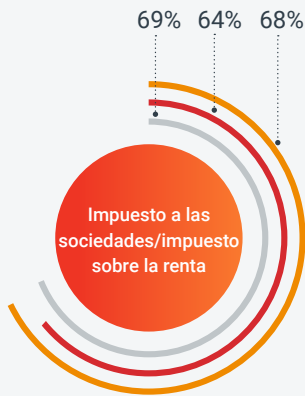 69% 64% 68%
Impuesto a las
sociedades/impuesto
sobre la renta